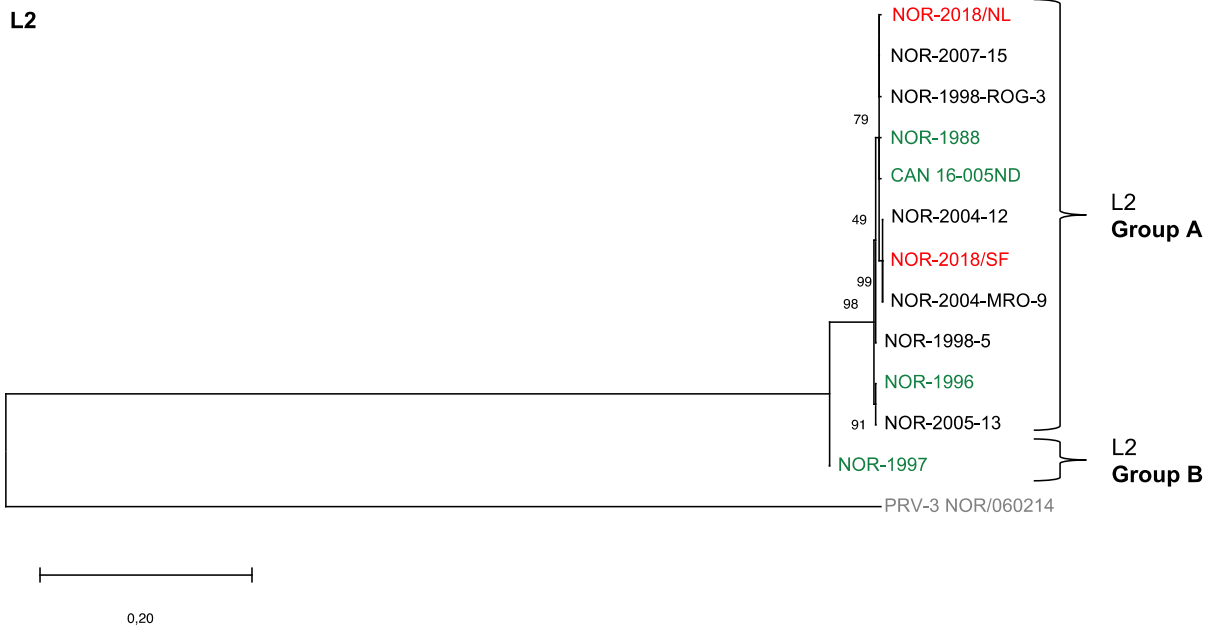 L2
NOR-2018/NL
NOR-2007-15
NOR-1998-ROG-3
79
NOR-1988
CAN 16-005ND
49
NOR-2004-12
NOR-2018/SF
99
98
NOR-2004-MRO-9
NOR-1998-5
NOR-1996
91
NOR-2005-13
L2
Group A
NOR-1997
L2
Group B
PRV-3 NOR/060214
0,20